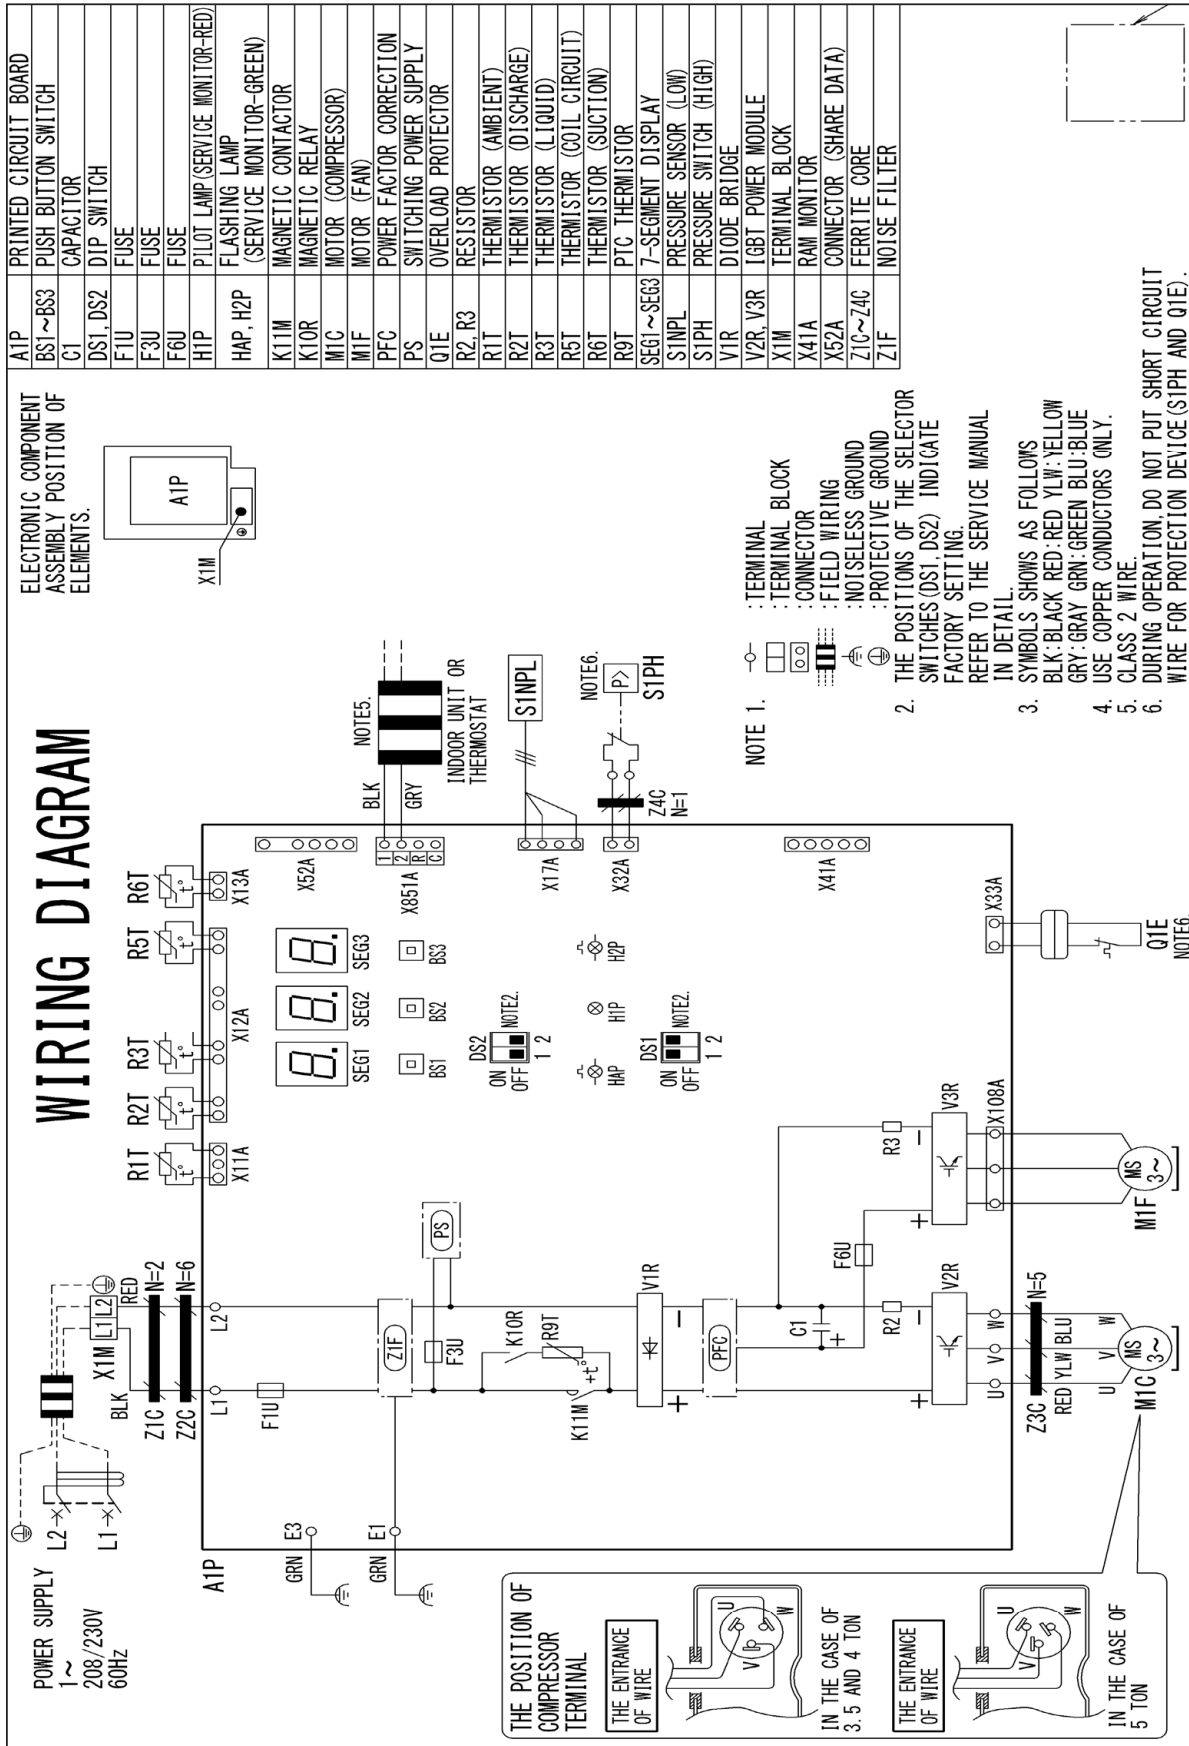 WIRING DIAGRAM
POWER SUPPLY
1~
208/230V
60Hz
L2
L1
X1M
L1 L2
BLK
RED
Z1C
N=2
Z2C
N=6
L1
L2
A1P
GRN E3
GRN E1
F1U
Z1F
F3U
PS
K10R
R9T
+t°
K11M
V1R
+
−
PFC
C1
+
F6U
R2
R3
+
−
V2R
+
−
V3R
U V W
X108A
Z3C
N=5
RED YLW BLU
U V W
MS
3~
M1C
MS
3~
M1F
R1T
t°
R2T
t°
R3T
t°
R5T
t°
R6T
t°
X11A
X12A
X13A
SEG1
SEG2
SEG3
BS1
BS2
BS3
DS2
ON
OFF
1 2
NOTE2.
HAP
H1P
H2P
DS1
ON
OFF
1 2
NOTE2.
X33A
Q1E
NOTE6.
X52A
X851A
1
2
R
C
BLK
GRY
NOTE5.
INDOOR UNIT OR
THERMOSTAT
X17A
S1NPL
X32A
Z4C
N=1
NOTE6.
P>
S1PH
X41A
THE POSITION OF
COMPRESSOR
TERMINAL
THE ENTRANCE
OF WIRE
U
V
W
IN THE CASE OF
3.5 AND 4 TON
THE ENTRANCE
OF WIRE
U
V
W
IN THE CASE OF
5 TON
ELECTRONIC COMPONENT
ASSEMBLY POSITION OF
ELEMENTS.
A1P
X1M
NOTE 1.
:TERMINAL
:TERMINAL BLOCK
:CONNECTOR
:FIELD WIRING
:NOISELESS GROUND
:PROTECTIVE GROUND
2. THE POSITIONS OF THE SELECTOR
SWITCHES(DS1, DS2) INDICATE
FACTORY SETTING.
REFER TO THE SERVICE MANUAL
IN DETAIL.
3. SYMBOLS SHOWS AS FOLLOWS
BLK:BLACK RED:RED YLW:YELLOW
GRY:GRAY GRN:GREEN BLU:BLUE
4. USE COPPER CONDUCTORS ONLY.
5. CLASS 2 WIRE.
6. DURING OPERATION,DO NOT PUT SHORT CIRCUIT
WIRE FOR PROTECTION DEVICE(S1PH AND Q1E).
A1P PRINTED CIRCUIT BOARD
BS1~BS3 PUSH BUTTON SWITCH
C1 CAPACITOR
DS1, DS2 DIP SWITCH
F1U FUSE
F3U FUSE
F6U FUSE
H1P PILOT LAMP(SERVICE MONITOR-RED)
HAP, H2P FLASHING LAMP
(SERVICE MONITOR-GREEN)
K11M MAGNETIC CONTACTOR
K10R MAGNETIC RELAY
M1C MOTOR (COMPRESSOR)
M1F MOTOR (FAN)
PFC POWER FACTOR CORRECTION
PS SWITCHING POWER SUPPLY
Q1E OVERLOAD PROTECTOR
R2, R3 RESISTOR
R1T THERMISTOR (AMBIENT)
R2T THERMISTOR (DISCHARGE)
R3T THERMISTOR (LIQUID)
R5T THERMISTOR (COIL CIRCUIT)
R6T THERMISTOR (SUCTION)
R9T PTC THERMISTOR
SEG1~SEG3 7-SEGMENT DISPLAY
S1NPL PRESSURE SENSOR (LOW)
S1PH PRESSURE SWITCH (HIGH)
V1R DIODE BRIDGE
V2R, V3R IGBT POWER MODULE
X1M TERMINAL BLOCK
X41A RAM MONITOR
X52A CONNECTOR (SHARE DATA)
Z1C~Z4C FERRITE CORE
Z1F NOISE FILTER